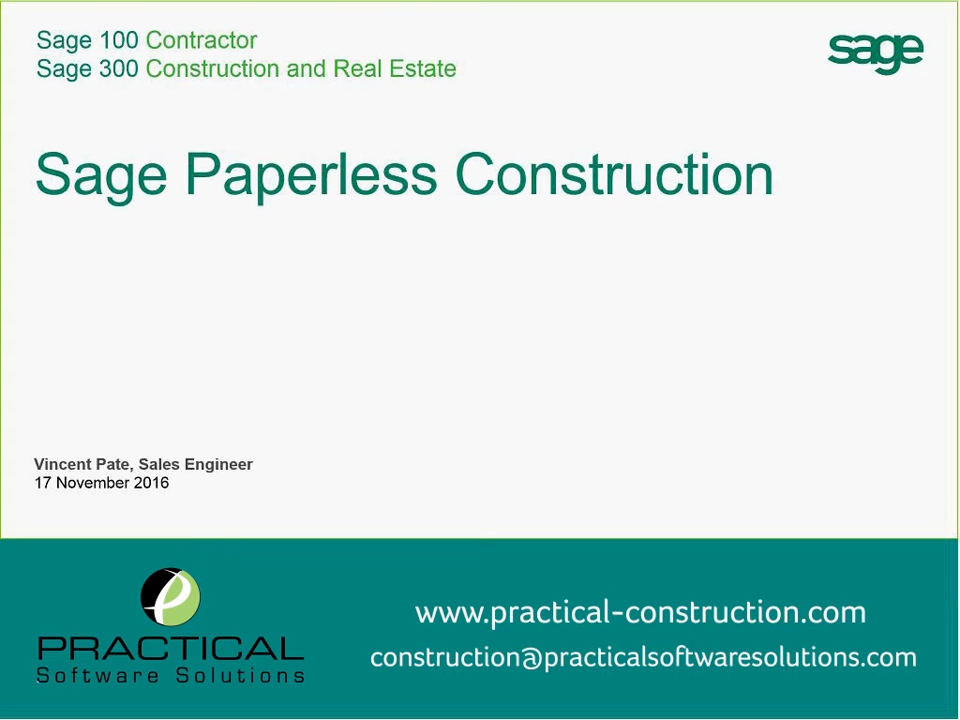 Sage 100 Contractor
Sage 300 Construction and Real Estate
sage
Sage Paperless Construction
Vincent Pate, Sales Engineer
17 November 2016
PRACTICAL
Software Solutions
www.practical-construction.com
construction@practicalsoftwaresolutions.com